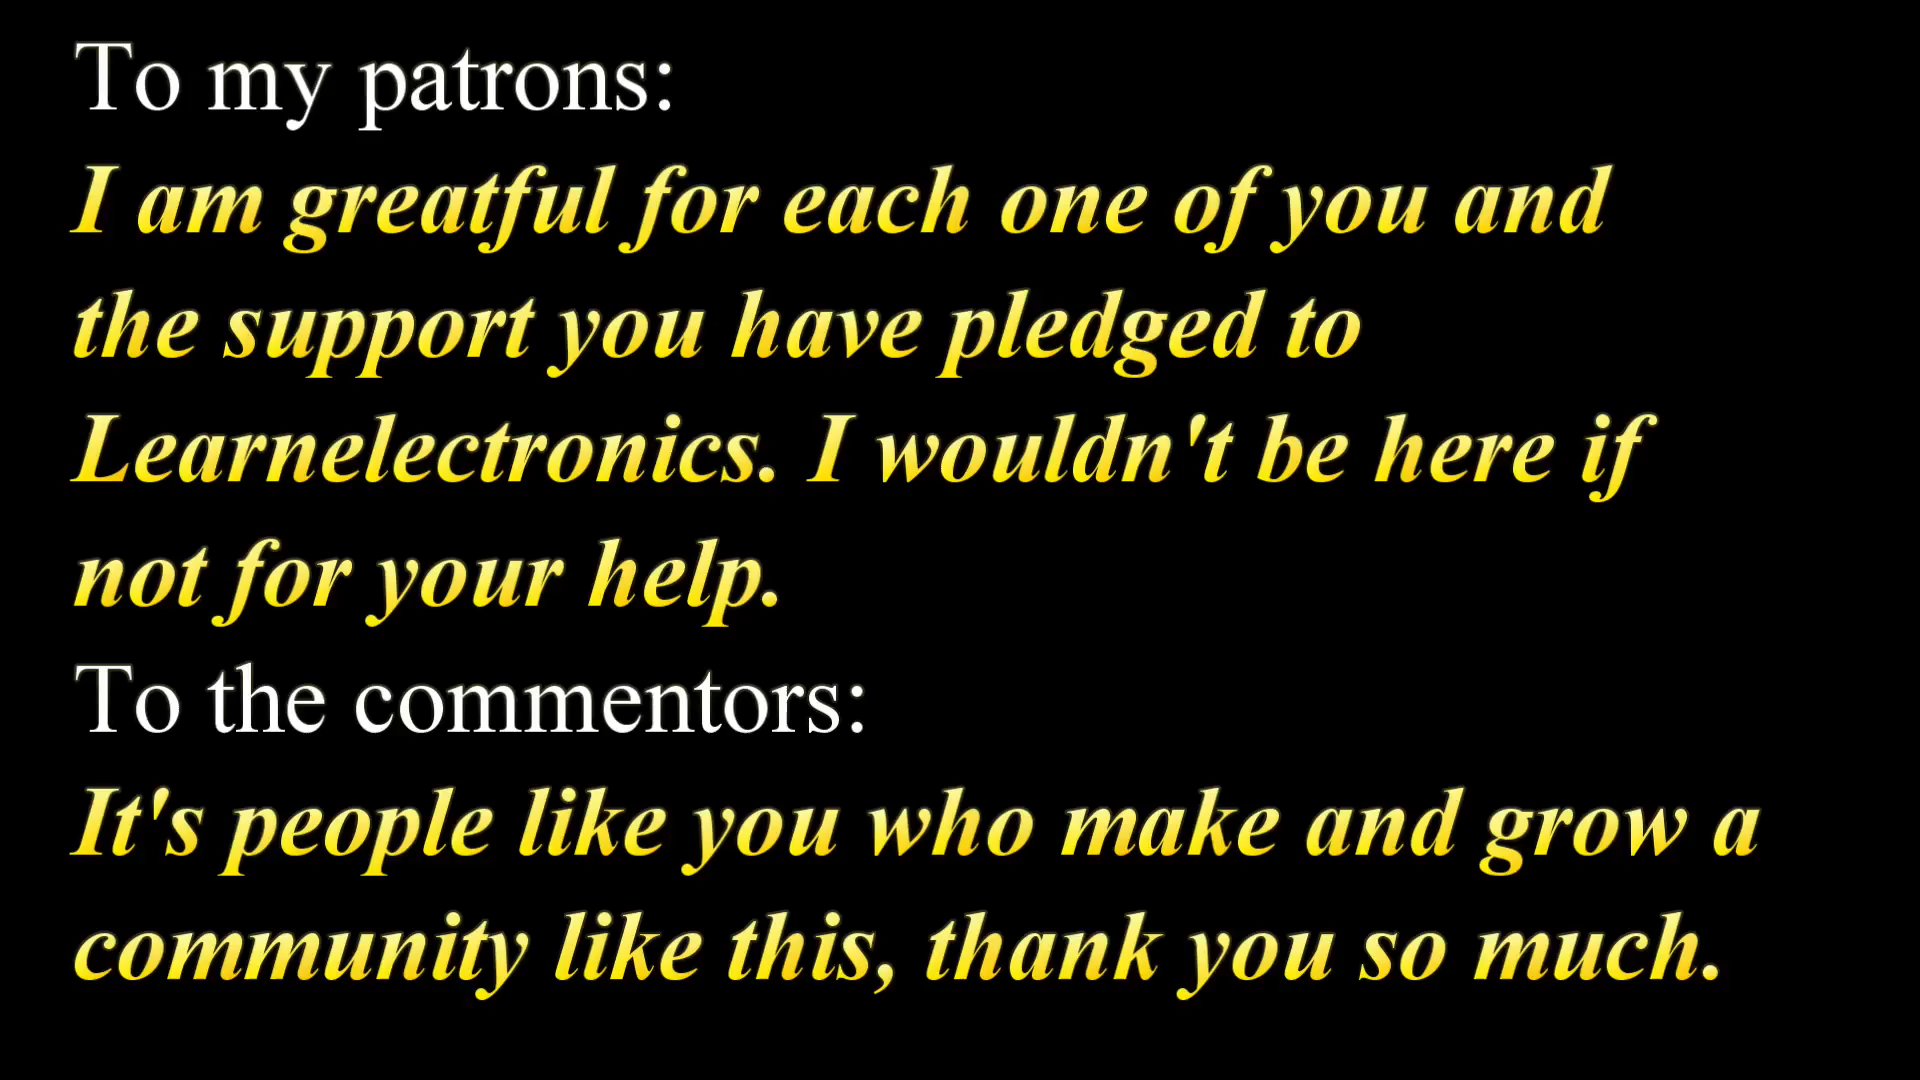 To my patrons:
I am greatful for each one of you and
the support you have pledged to
Learnelectronics. I wouldn't be here if
not for your help.
To the commentors:
It's people like you who make and grow a
community like this, thank you so much.